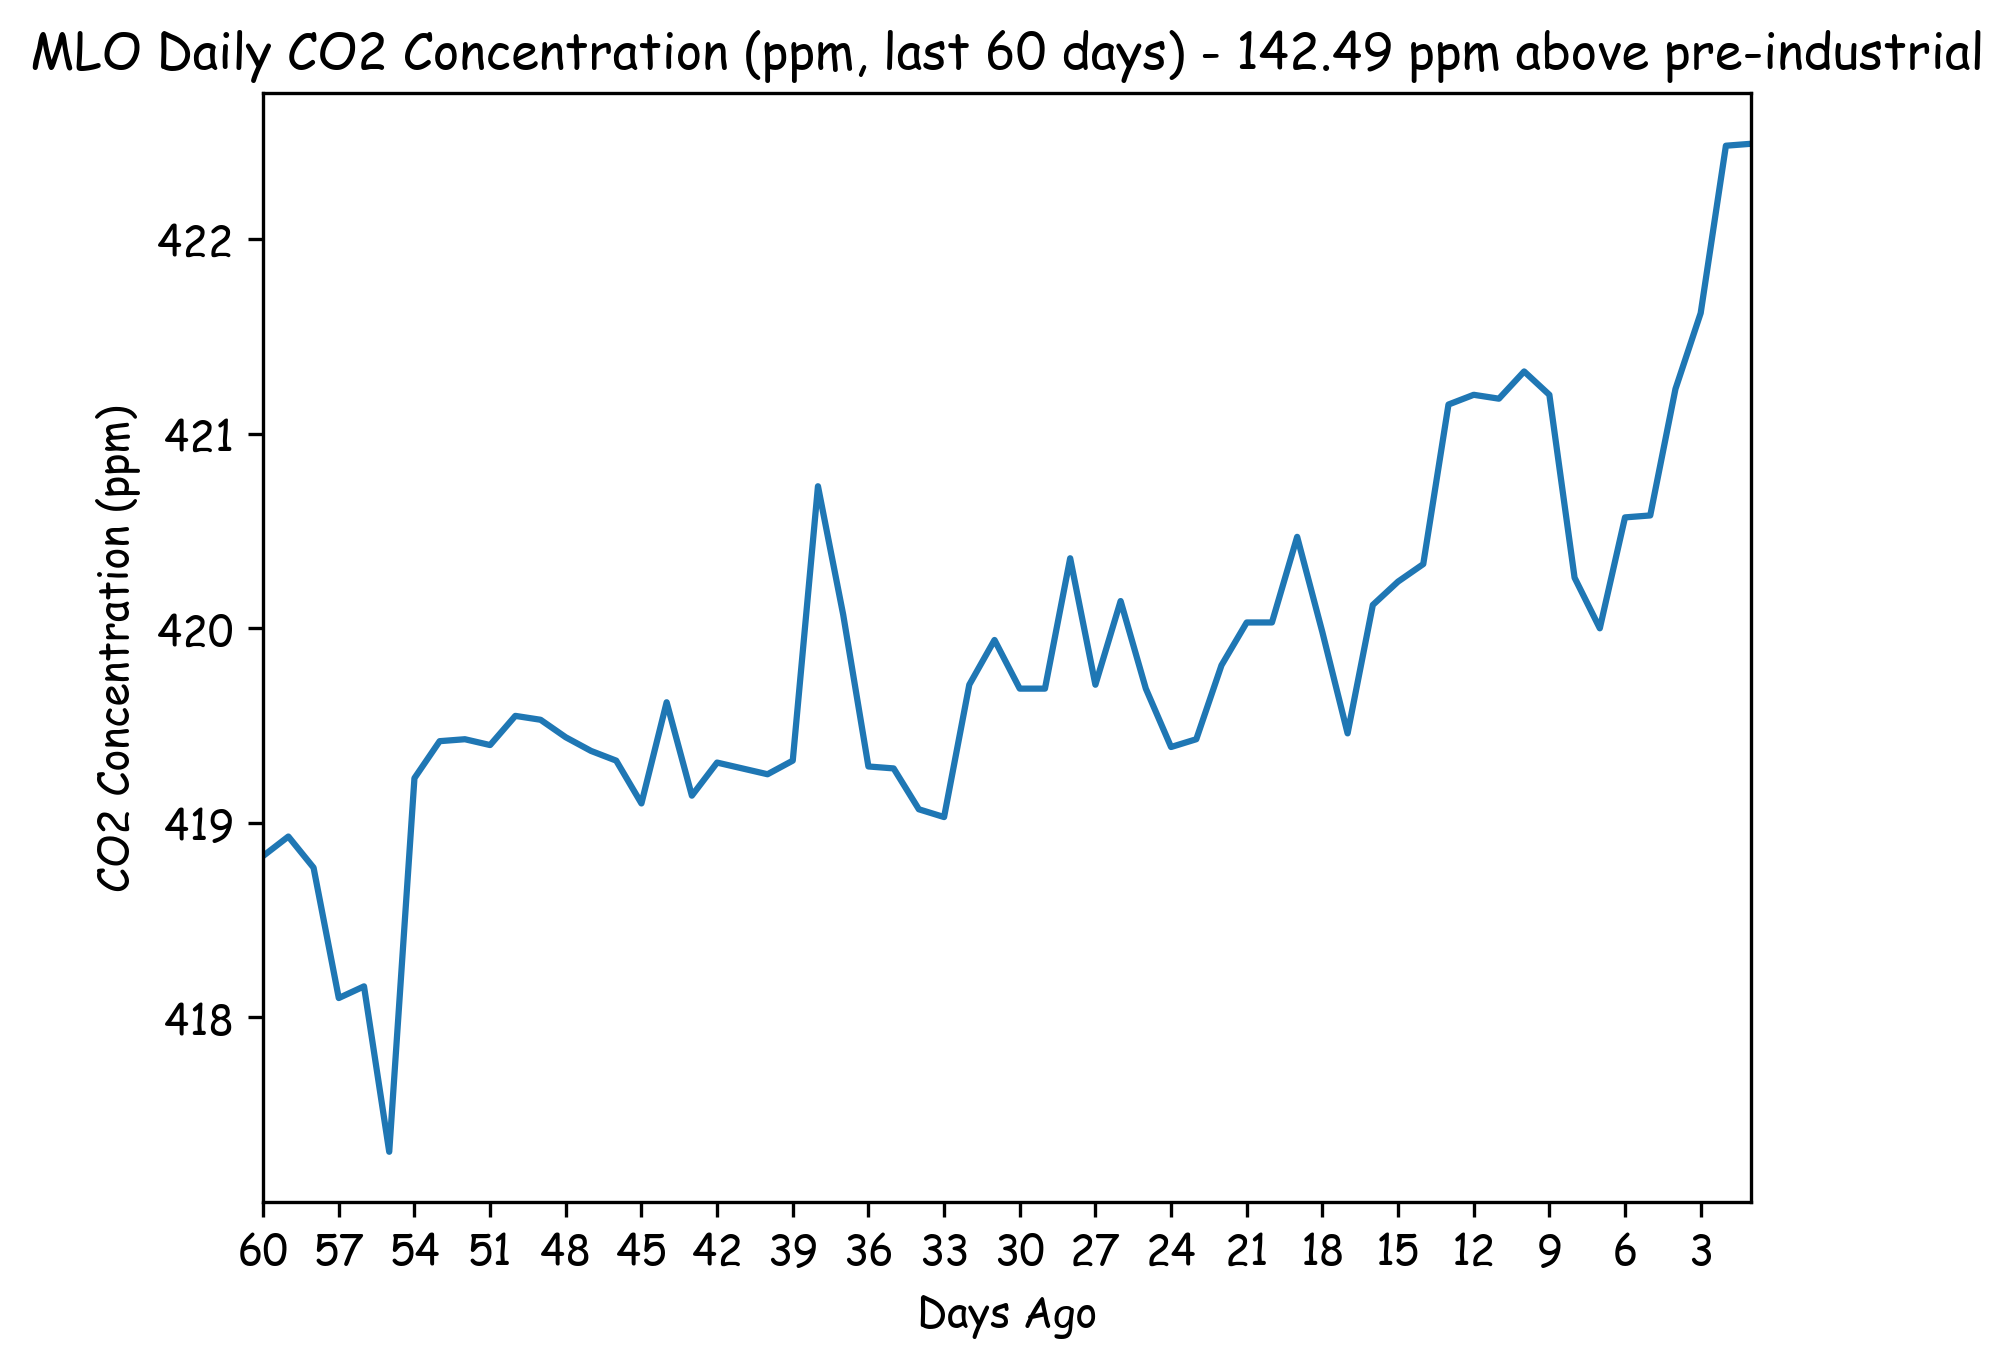 MLO Daily CO2 Concentration (ppm, last 60 days) - 142.49 ppm above pre-industrial
422
421
420
419
418
CO2 Concentration (ppm)
60 57 54 51 48 45 42 39 36 33 30 27 24 21 18 15 12 9 6 3
Days Ago